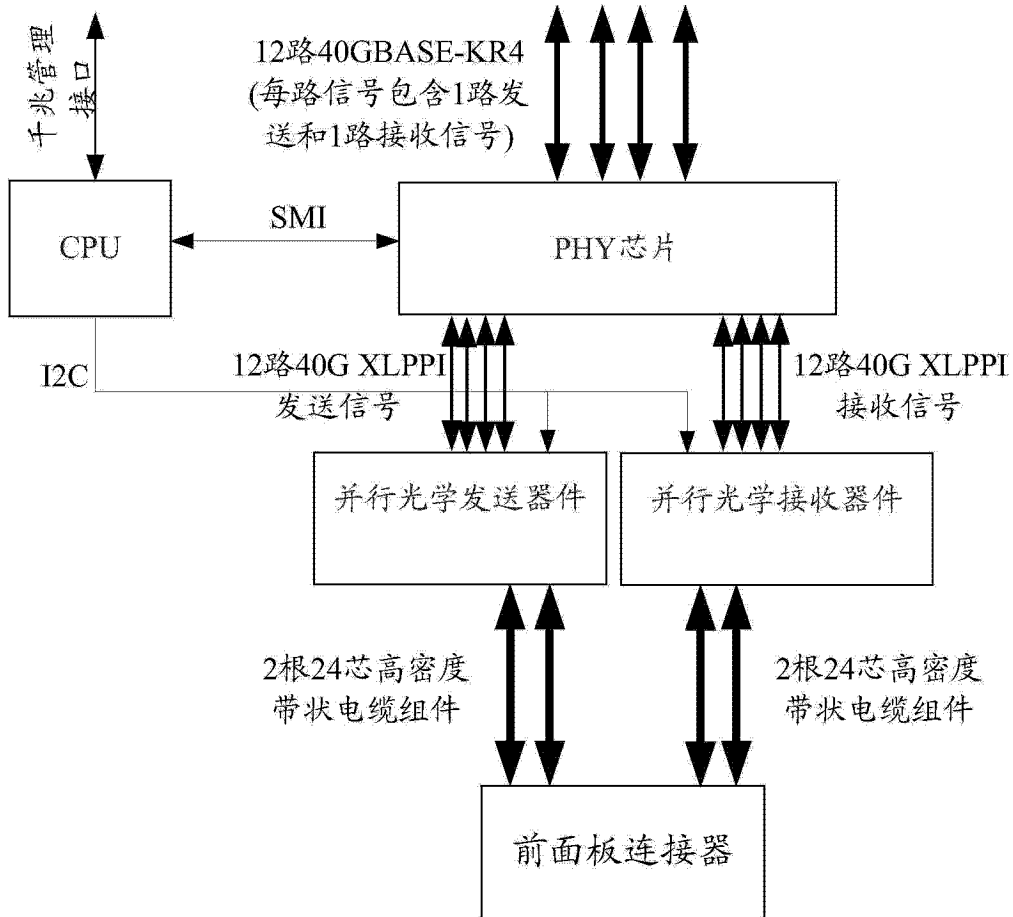 千兆管理
接口
12路40GBASE-KR4
(每路信号包含1路发
送和1路接收信号)
CPU
SMI
PHY芯片
I2C
12路40G XLPPI
发送信号
12路40G XLPPI
接收信号
并行光学发送器件
并行光学接收器件
2根24芯高密度
带状电缆组件
2根24芯高密度
带状电缆组件
前面板连接器